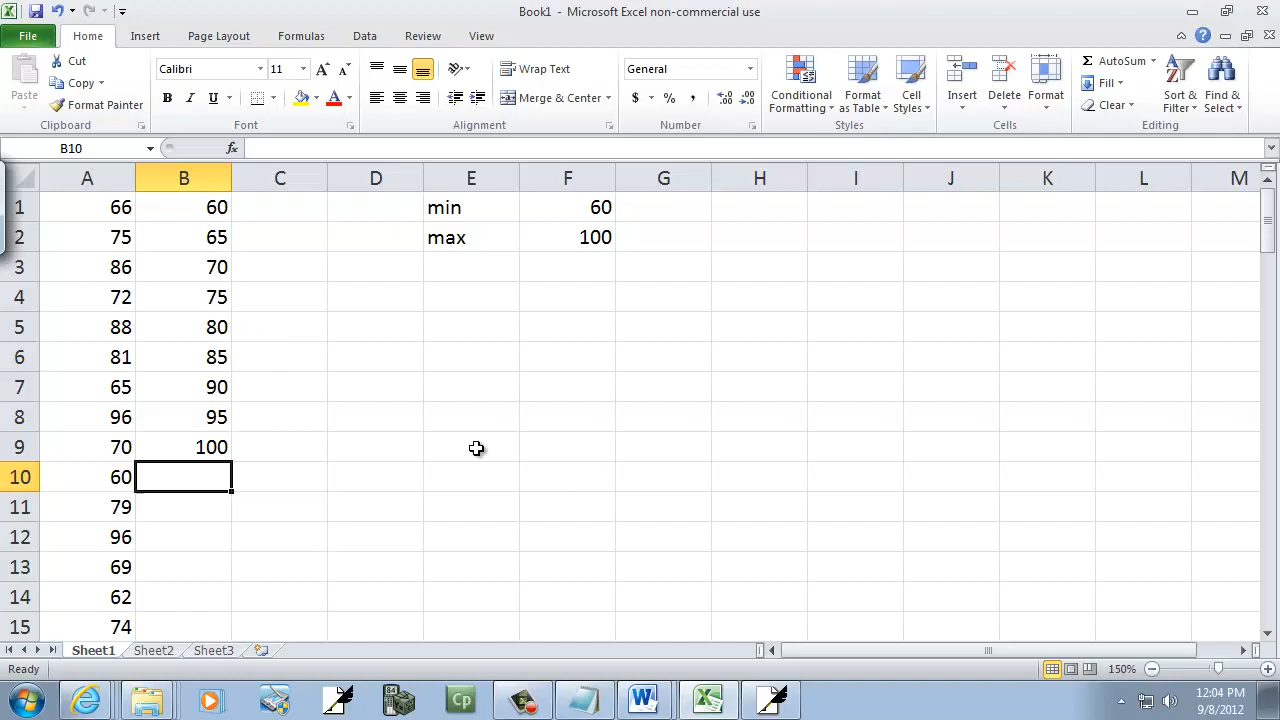 Book1 - Microsoft Excel non-commercial use
File Home Insert Page Layout Formulas Data Review View
Paste Cut Copy Format Painter Clipboard
Calibri 11 A A B I U A Font
Wrap Text Merge & Center Alignment
General $ % , Number
Conditional Formatting Format as Table Cell Styles Styles
Insert Delete Format Cells
Σ AutoSum Fill Clear Sort & Filter Find & Select Editing
B10 fx
A B C D E F G H I J K L M
1 66 60 min 60
2 75 65 max 100
3 86 70
4 72 75
5 88 80
6 81 85
7 65 90
8 96 95
9 70 100
10 60
11 79
12 96
13 69
14 62
15 74
Sheet1 Sheet2 Sheet3
Ready 150%
Cp W 12:04 PM
9/8/2012